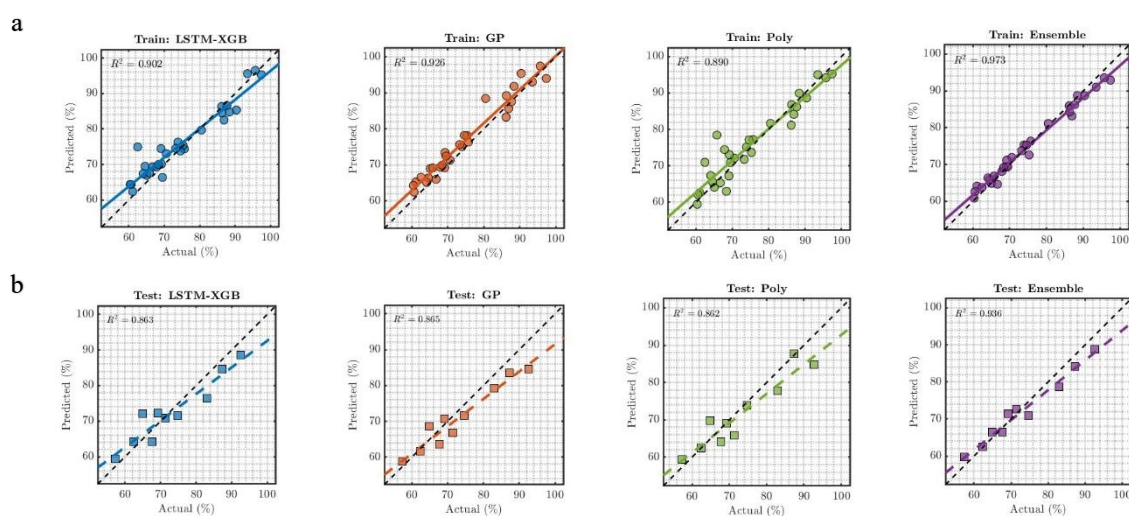 a
Train: LSTM-XGB
R² = 0.902
100
90
80
70
60
Predicted (%)
60 70 80 90 100
Actual (%)
Train: GP
R² = 0.926
100
90
80
70
60
Predicted (%)
60 70 80 90 100
Actual (%)
Train: Poly
R² = 0.890
100
90
80
70
60
Predicted (%)
60 70 80 90 100
Actual (%)
Train: Ensemble
R² = 0.973
100
90
80
70
60
Predicted (%)
60 70 80 90 100
Actual (%)
b
Test: LSTM-XGB
R² = 0.863
100
90
80
70
60
Predicted (%)
60 70 80 90 100
Actual (%)
Test: GP
R² = 0.865
100
90
80
70
60
Predicted (%)
60 70 80 90 100
Actual (%)
Test: Poly
R² = 0.862
100
90
80
70
60
Predicted (%)
60 70 80 90 100
Actual (%)
Test: Ensemble
R² = 0.936
100
90
80
70
60
Predicted (%)
60 70 80 90 100
Actual (%)